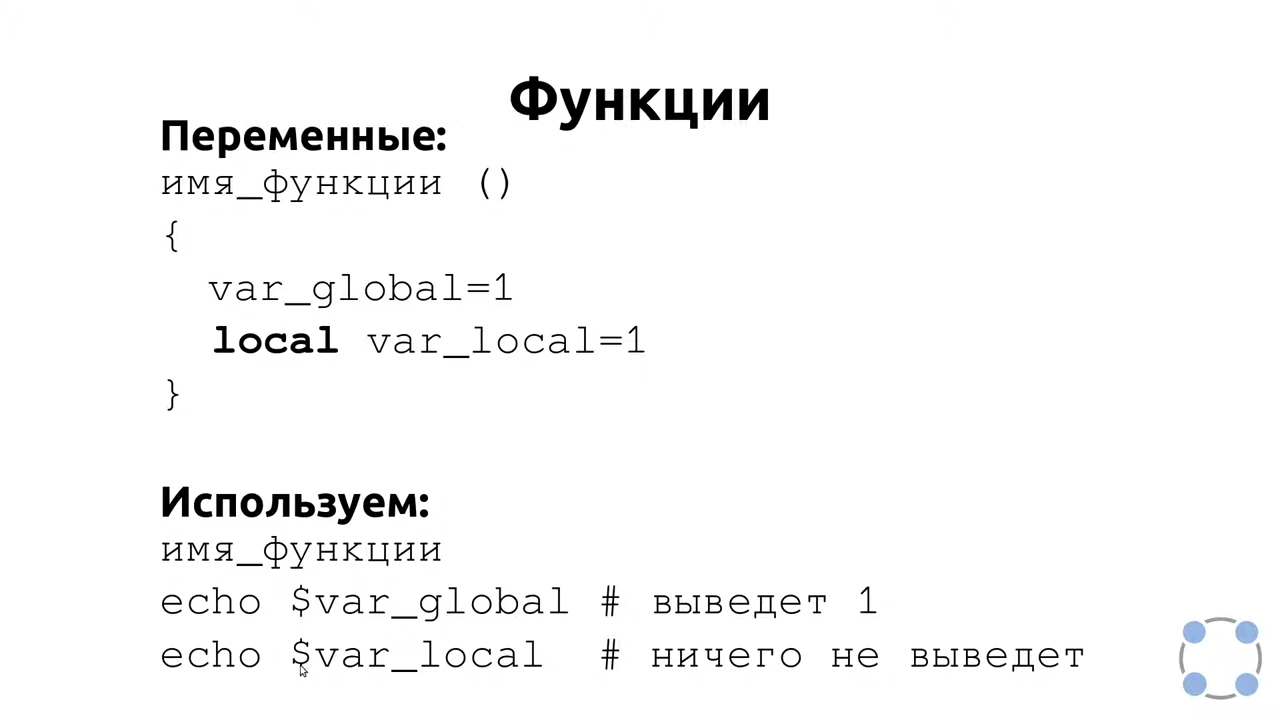 Функции
Переменные:
имя_функции ()
{
var_global=1
local var_local=1
}
Используем:
имя_функции
echo $var_global # выведет 1
echo $var_local # ничего не выведет